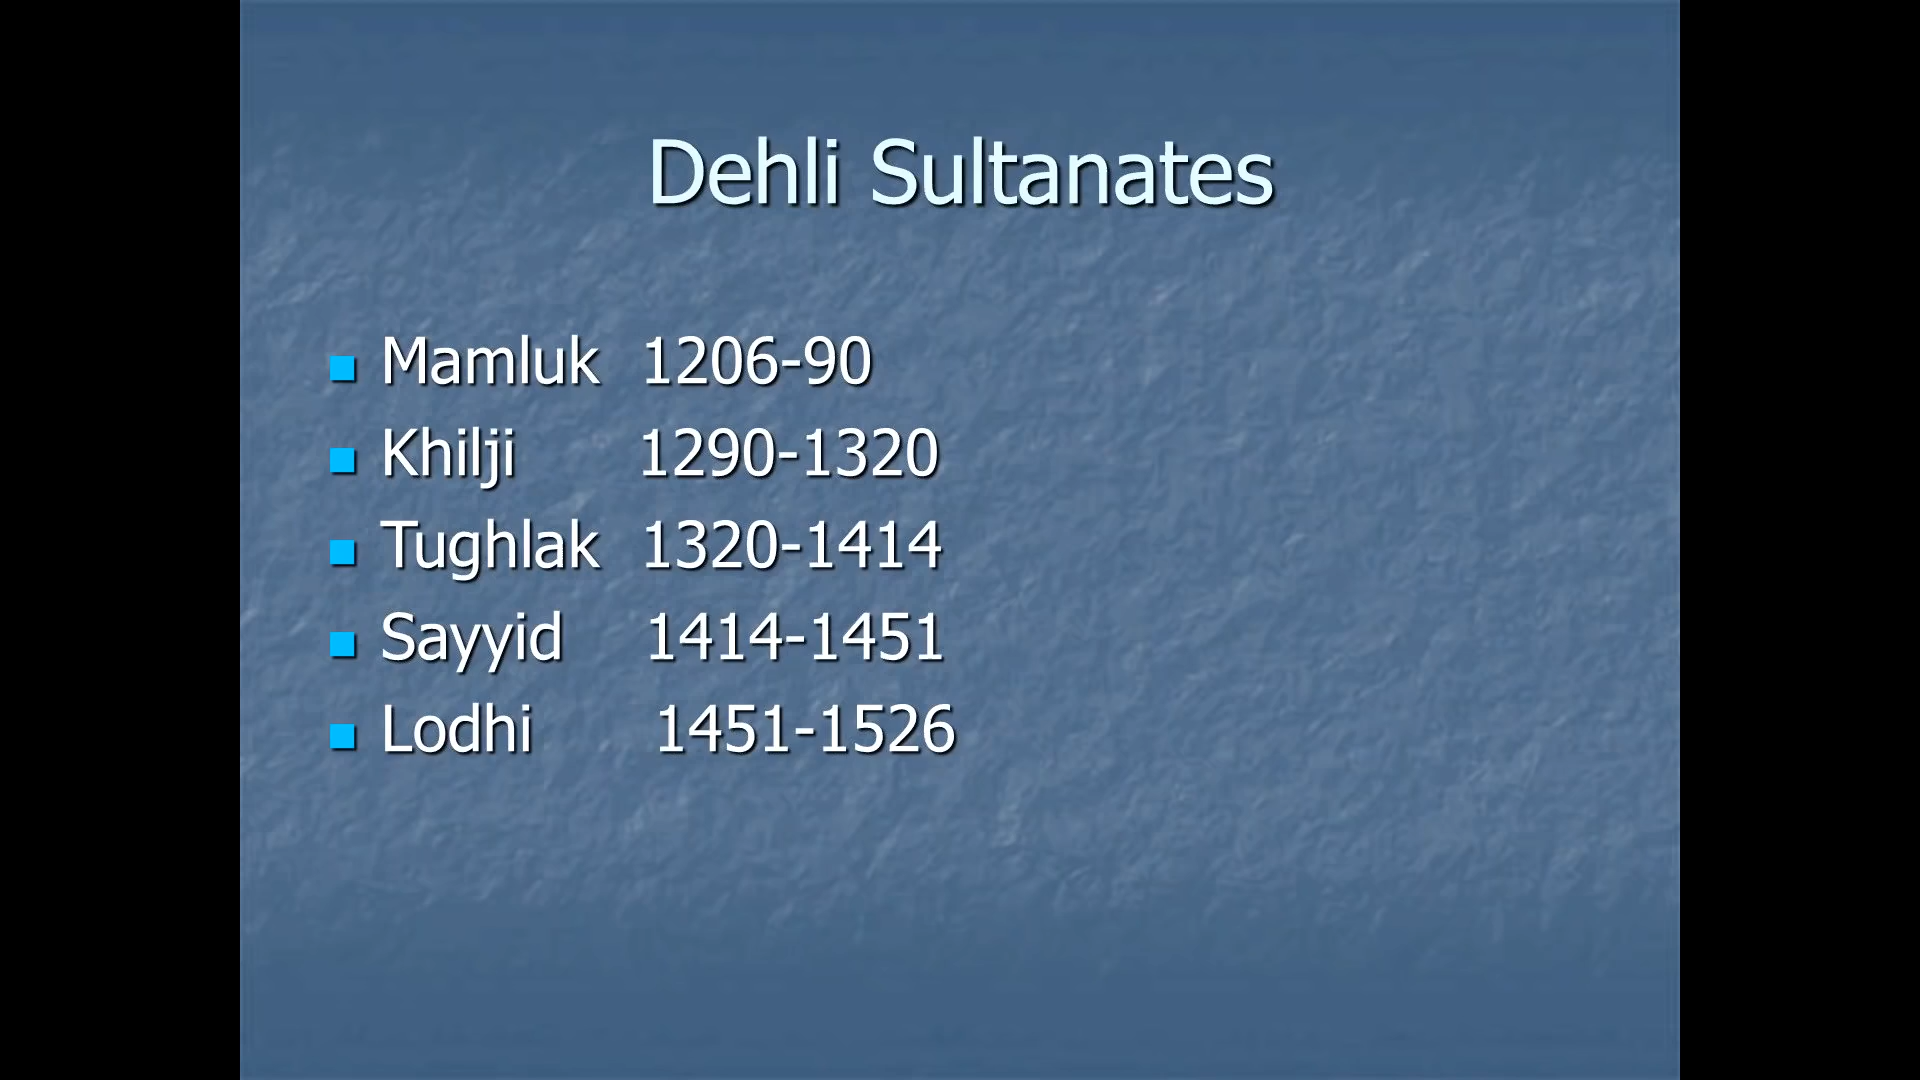 Dehli Sultanates
Mamluk 1206-90
Khilji 1290-1320
Tughlak 1320-1414
Sayyid 1414-1451
Lodhi 1451-1526